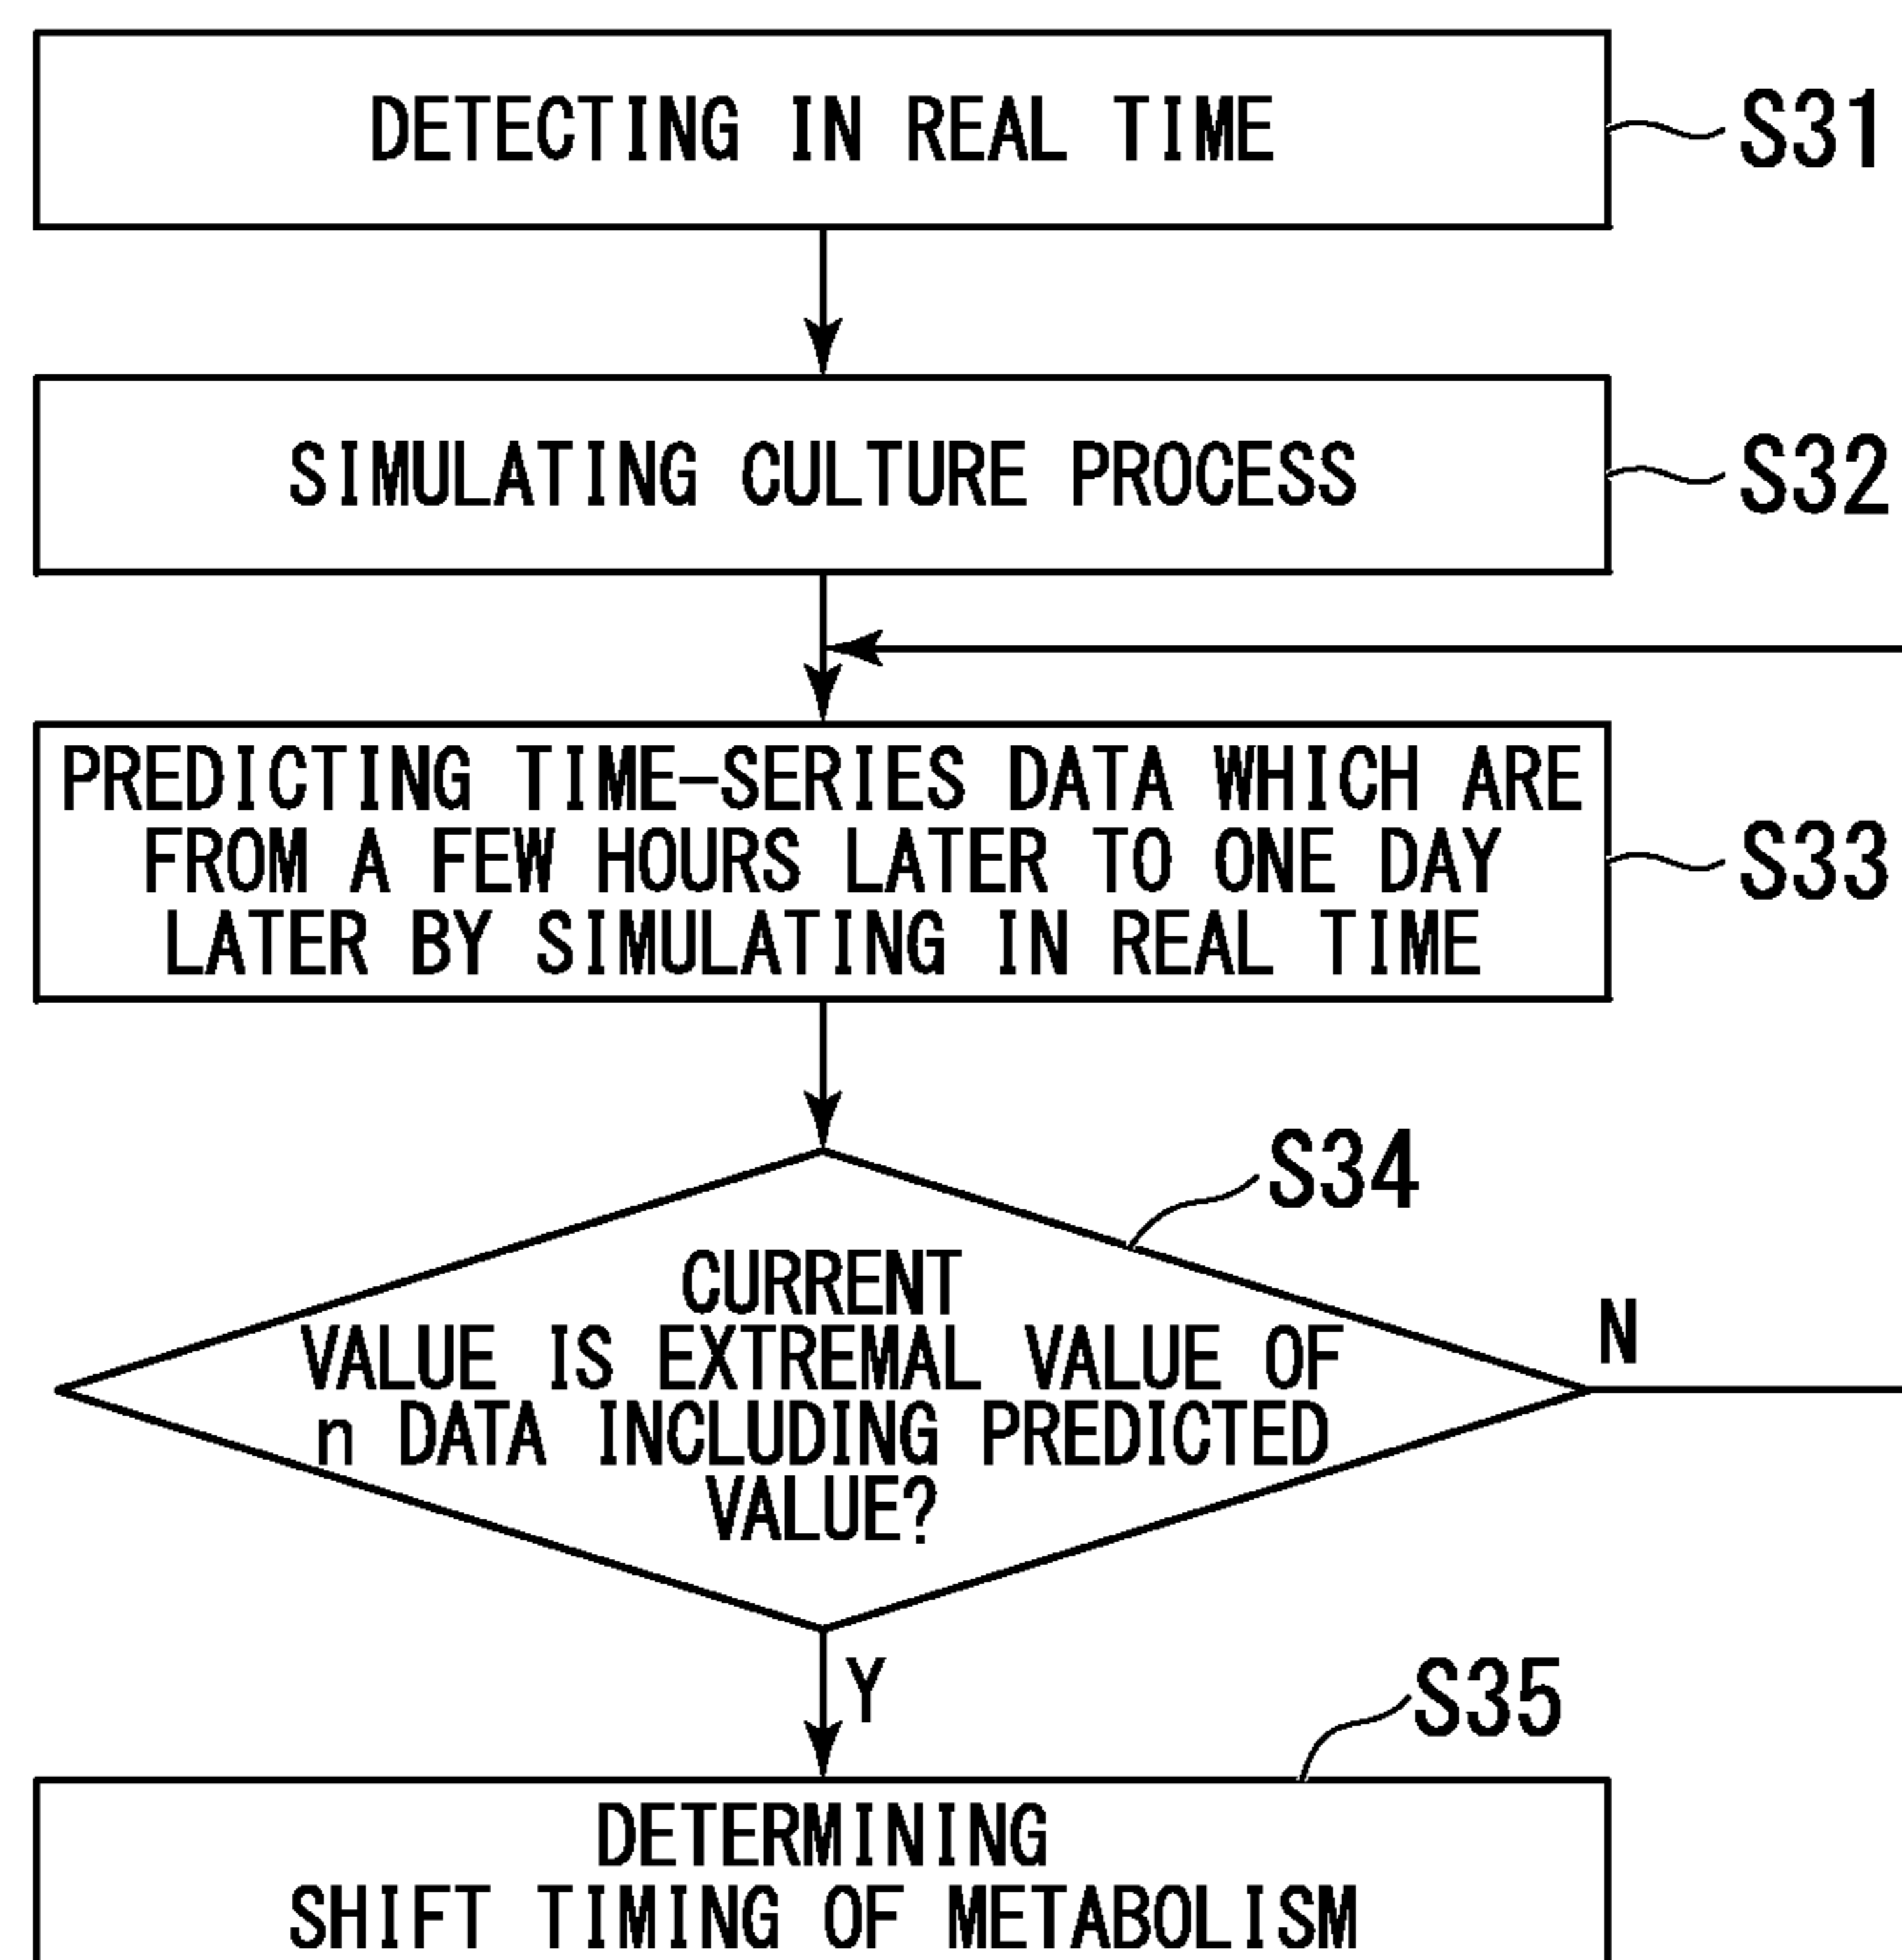 DETECTING IN REAL TIME
S31
SIMULATING CULTURE PROCESS
S32
PREDICTING TIME-SERIES DATA WHICH ARE
FROM A FEW HOURS LATER TO ONE DAY
LATER BY SIMULATING IN REAL TIME
S33
S34
CURRENT
VALUE IS EXTREMAL VALUE OF
n DATA INCLUDING PREDICTED
VALUE?
N
Y
S35
DETERMINING
SHIFT TIMING OF METABOLISM